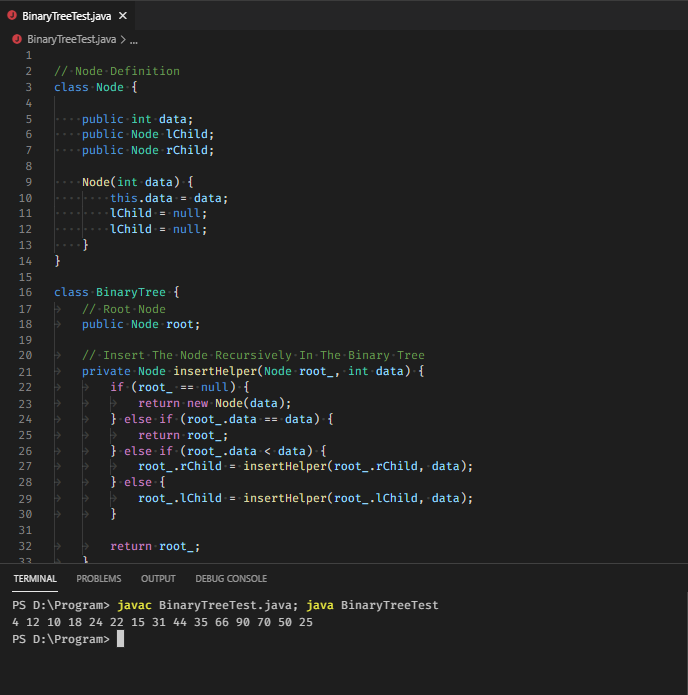 BinaryTreeTest.java ×
BinaryTreeTest.java > ...
1
2 // Node Definition
3 class Node {
4
5 public int data;
6 public Node lChild;
7 public Node rChild;
8
9 Node(int data) {
10 this.data = data;
11 lChild = null;
12 lChild = null;
13 }
14 }
15
16 class BinaryTree {
17 // Root Node
18 public Node root;
19
20 // Insert The Node Recursively In The Binary Tree
21 private Node insertHelper(Node root_, int data) {
22 if (root_ == null) {
23 return new Node(data);
24 } else if (root_.data == data) {
25 return root_;
26 } else if (root_.data < data) {
27 root_.rChild = insertHelper(root_.rChild, data);
28 } else {
29 root_.lChild = insertHelper(root_.lChild, data);
30 }
31
32 return root_;
33 }
TERMINAL PROBLEMS OUTPUT DEBUG CONSOLE
PS D:\Program> javac BinaryTreeTest.java; java BinaryTreeTest
4 12 10 18 24 22 15 31 44 35 66 90 70 50 25
PS D:\Program>